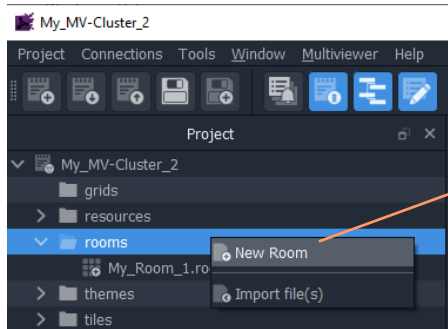 My_MV-Cluster_2
Project Connections Tools Window Multiviewer Help
Project
My_MV-Cluster_2
grids
resources
rooms
New Room
My_Room_1.ro
Import file(s)
themes
tiles